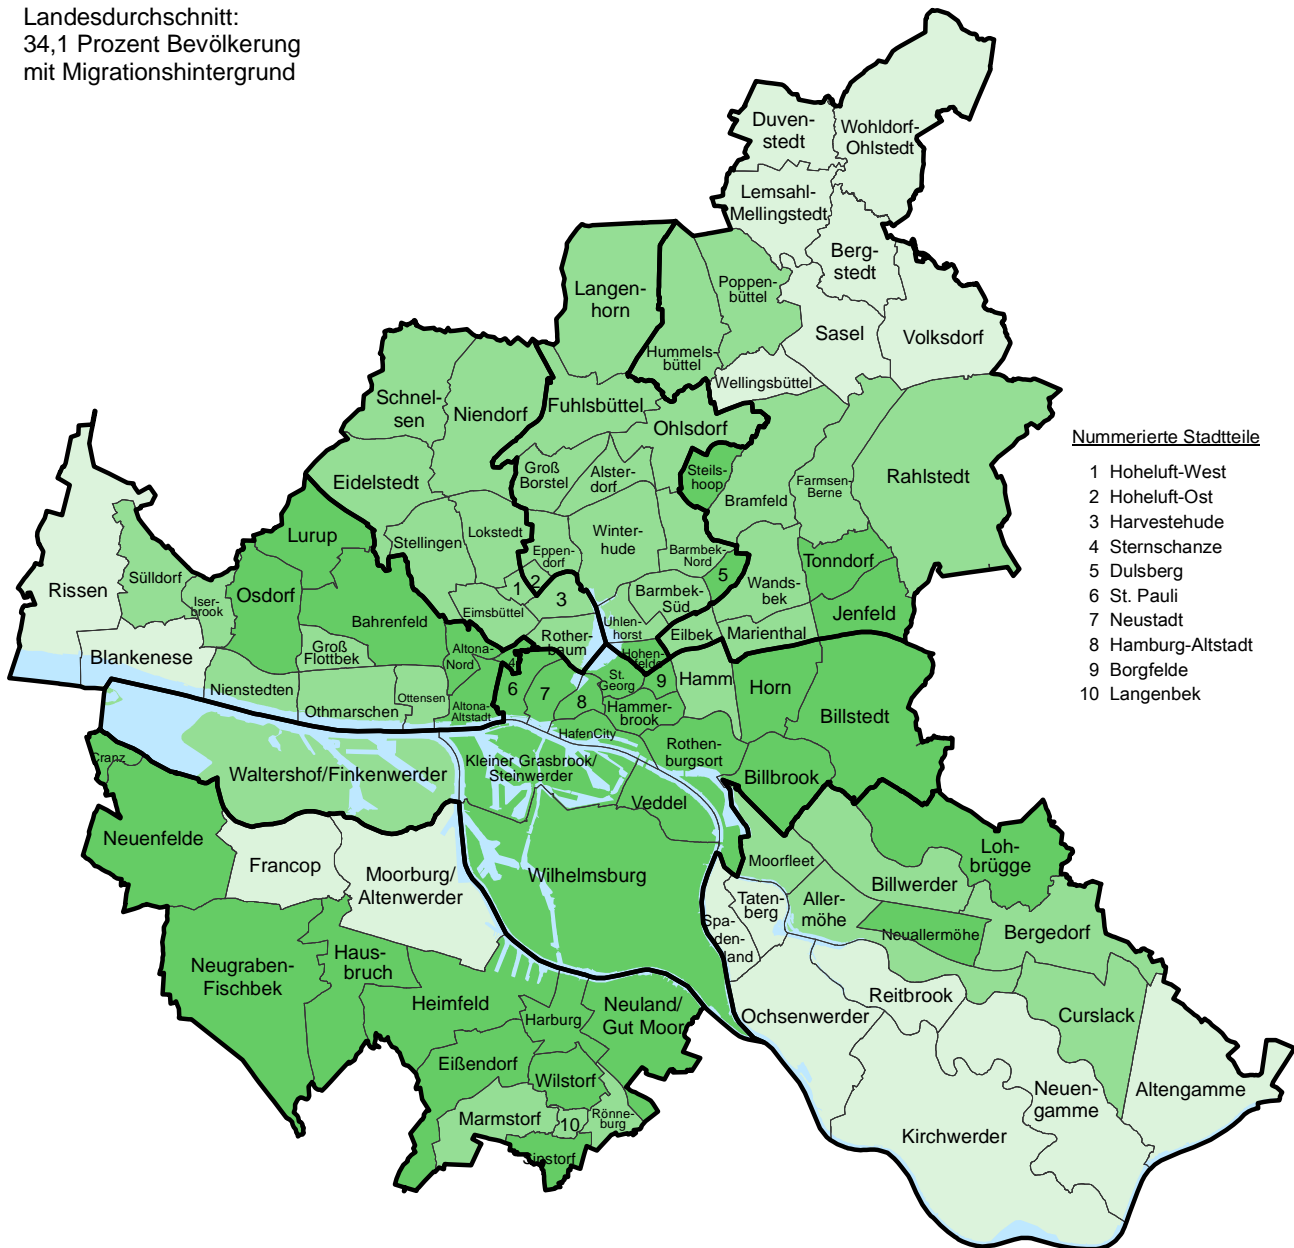 Landesdurchschnitt:
34,1 Prozent Bevölkerung
mit Migrationshintergrund
Duven-
stedt
Wohldorf-
Ohlstedt
Lemsahl-
Mellingstedt
Berg-
stedt
Poppen-
büttel
Langen-
horn
Sasel
Volksdorf
Hummels-
büttel
Wellingsbüttel
Schnel-
sen
Niendorf
Fuhlsbüttel
Ohlsdorf
Nummerierte Stadtteile
1 Hoheluft-West
2 Hoheluft-Ost
3 Harvestehude
4 Sternschanze
5 Dulsberg
6 St. Pauli
7 Neustadt
8 Hamburg-Altstadt
9 Borgfelde
10 Langenbek
Eidelstedt
Groß
Borstel
Alster-
dorf
Steils-
hoop
Bramfeld
Farmsen-
Berne
Rahlstedt
Lurup
Stellingen
Lokstedt
Winter-
hude
Eppen-
dorf
Barmbek-
Nord
5
Tonndorf
Wands-
bek
Rissen
Sülldorf
Iser-
brook
Osdorf
Bahrenfeld
Eimsbüttel
1
2
3
Barmbek-
Süd
Jenfeld
Uhlen-
horst
Eilbek
Marienthal
Blankenese
Groß
Flottbek
Altona-
Nord
4
Rother-
baum
Hohen-
felde
St.
Georg
9
Hamm
Horn
Billstedt
Nienstedten
Othmarschen
Ottensen
Altona-
Altstadt
6
7
8
Hammer-
brook
HafenCity
Rothen-
burgsort
Billbrook
Cranz
Waltershof/Finkenwerder
Kleiner Grasbrook/
Steinwerder
Veddel
Neuenfelde
Francop
Moorburg/
Altenwerder
Wilhelmsburg
Moorfleet
Billwerder
Loh-
brügge
Taten-
berg
Aller-
möhe
Spa-
den-
land
Neuallermöhe
Bergedorf
Neugraben-
Fischbek
Haus-
bruch
Heimfeld
Harburg
Neuland/
Gut Moor
Ochsenwerder
Reitbrook
Curslack
Eißendorf
Wilstorf
Neuen-
gamme
Altengamme
Marmstorf
10
Rönne-
burg
Kirchwerder
Sinstorf